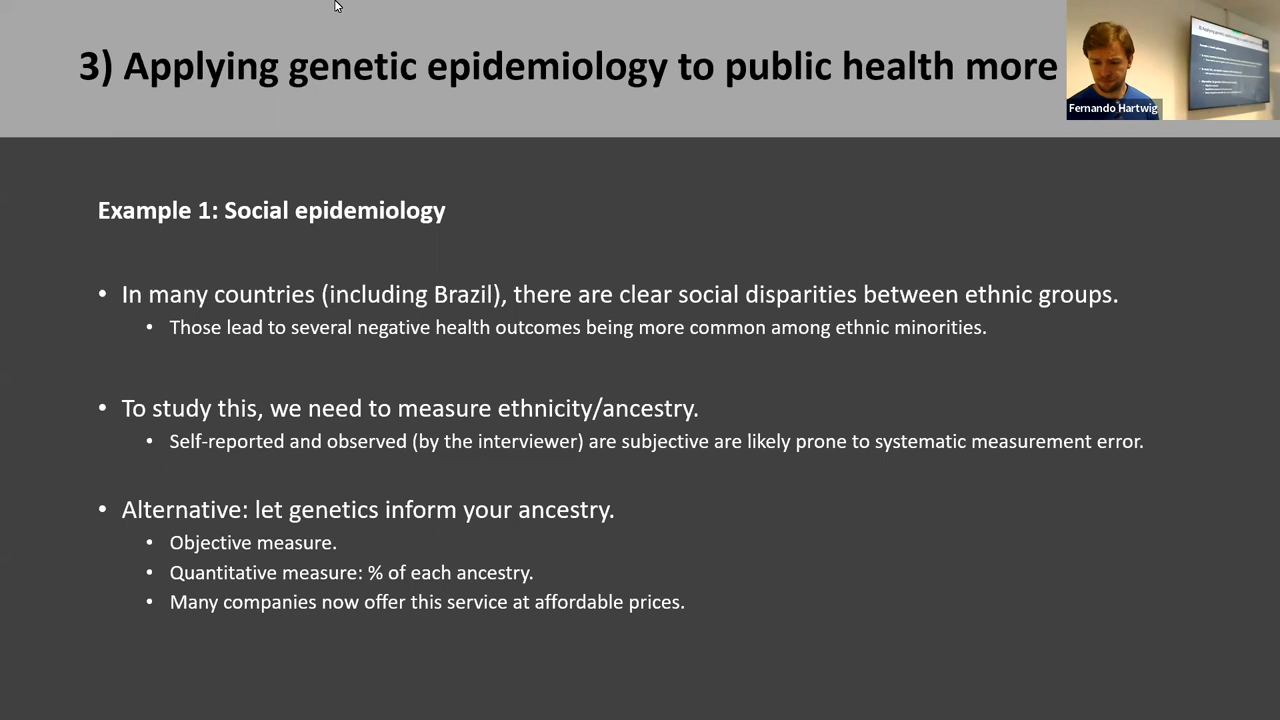 3) Applying genetic epidemiology to public health more
Fernando Hartwig
Example 1: Social epidemiology
• In many countries (including Brazil), there are clear social disparities between ethnic groups.
• Those lead to several negative health outcomes being more common among ethnic minorities.
• To study this, we need to measure ethnicity/ancestry.
• Self-reported and observed (by the interviewer) are subjective are likely prone to systematic measurement error.
• Alternative: let genetics inform your ancestry.
• Objective measure.
• Quantitative measure: % of each ancestry.
• Many companies now offer this service at affordable prices.